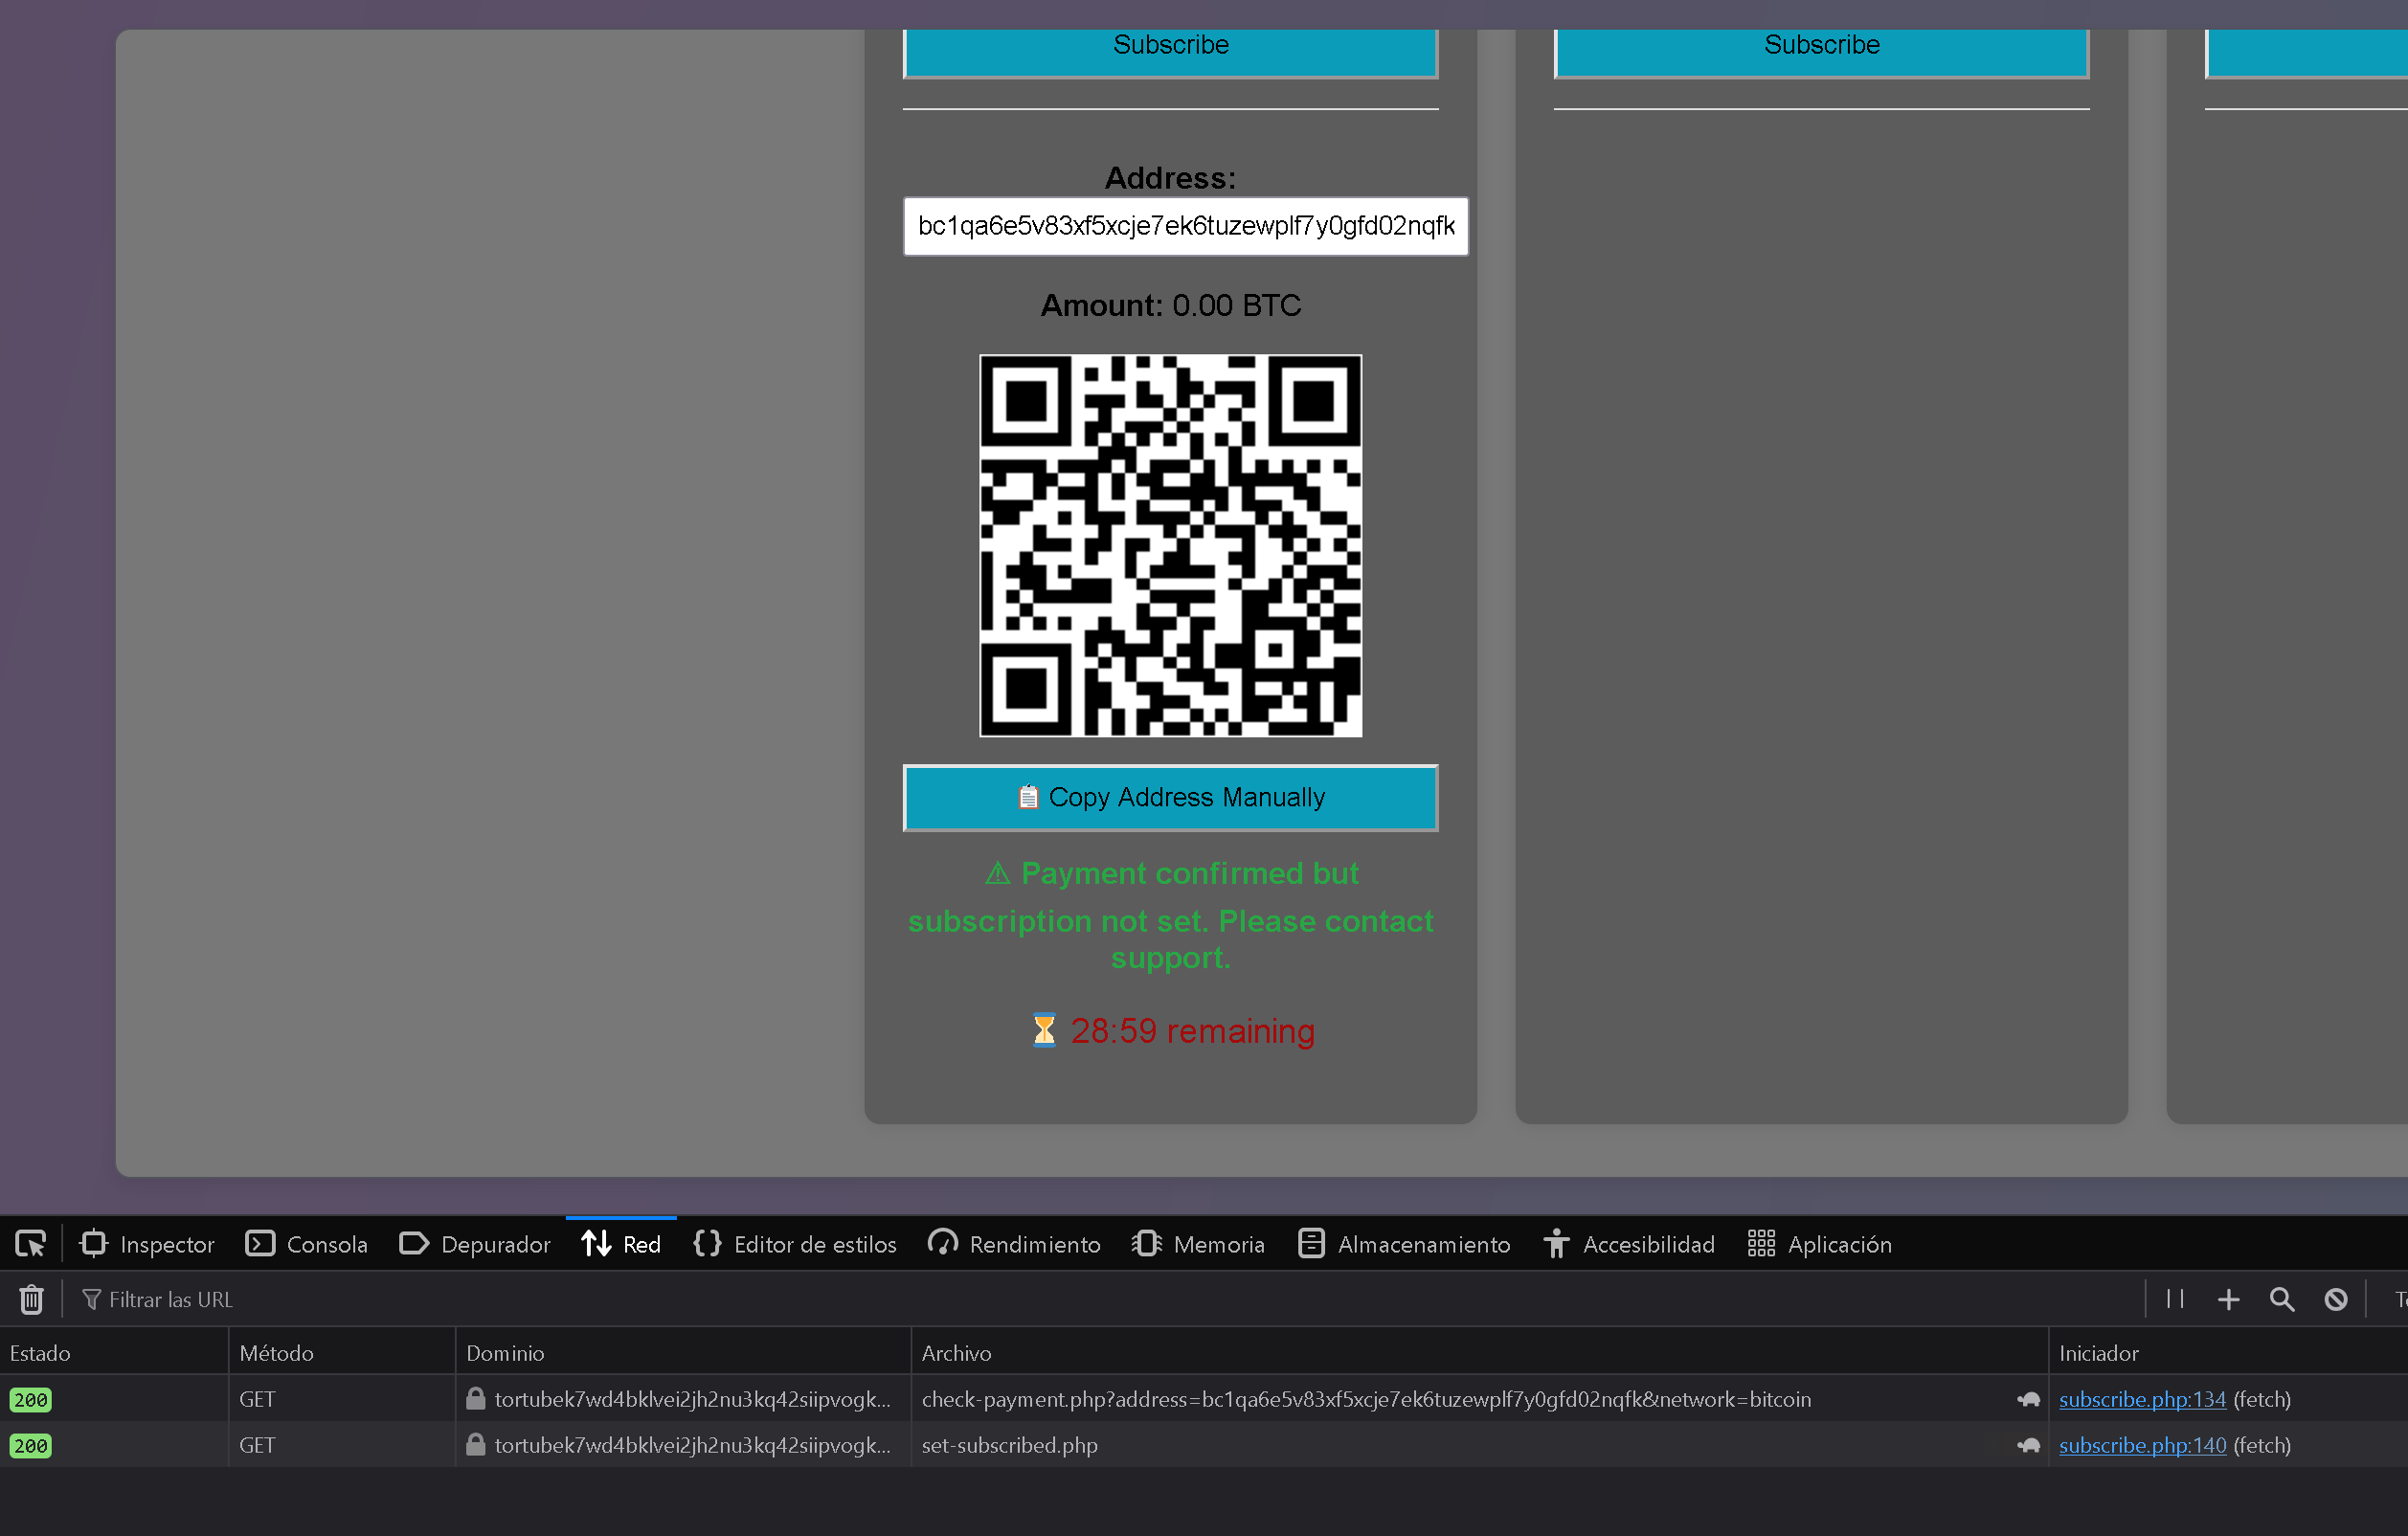 Subscribe
Subscribe
Address:
bc1qa6e5v83xf5xcje7ek6tuzewplf7y0gfd02nqfk
Amount: 0.00 BTC
📋 Copy Address Manually
⚠ Payment confirmed but
subscription not set. Please contact
support.
⏳ 28:59 remaining
Inspector
Consola
Depurador
Red
Editor de estilos
Rendimiento
Memoria
Almacenamiento
Accesibilidad
Aplicación
Filtrar las URL
Estado
Método
Dominio
Archivo
Iniciador
200
GET
tortubek7wd4bklvei2jh2nu3kq42siipvogk...
check-payment.php?address=bc1qa6e5v83xf5xcje7ek6tuzewplf7y0gfd02nqfk&network=bitcoin
subscribe.php:134 (fetch)
200
GET
tortubek7wd4bklvei2jh2nu3kq42siipvogk...
set-subscribed.php
subscribe.php:140 (fetch)